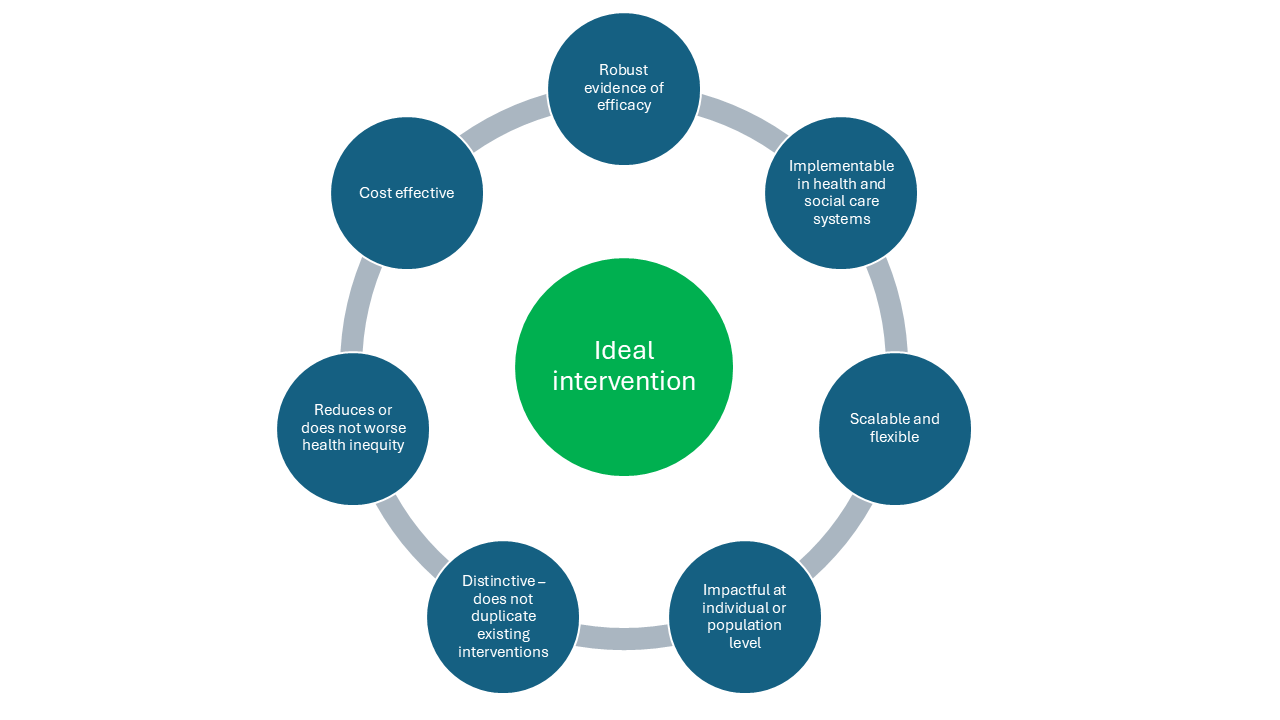 Robust
evidence of
efficacy
Implementable
in health and
social care
systems
Scalable and
flexible
Impactful at
individual or
population
level
Distinctive –
does not
duplicate
existing
interventions
Reduces or
does not worse
health inequity
Cost effective
Ideal
intervention